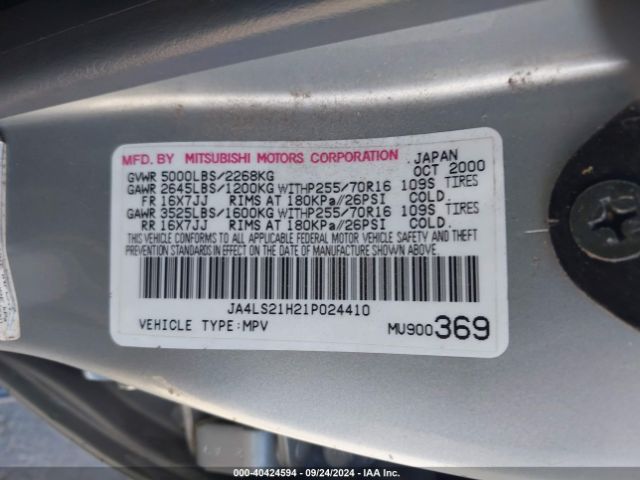 MFD. BY MITSUBISHI MOTORS CORPORATION. JAPAN
GVWR 5000LBS/2268KG OCT 2000
GAWR 2645LBS/1200KG WITHP255/70R16 109S TIRES
FR 16X7JJ RIMS AT 180KPa//26PSI COLD.
GAWR 3525LBS/1600KG WITHP255/70R16 109S TIRES
RR 16X7JJ RIMS AT 180KPa//26PSI COLD.
THIS VEHICLE CONFORMS TO ALL APPLICABLE FEDERAL MOTOR VEHICLE SAFETY AND THEFT
PREVENTION STANDARDS IN EFFECT ON THE DATE OF MANUFACTURE SHOWN ABOVE.
JA4LS21H21P024410
VEHICLE TYPE:MPV MU900369
000-40424594 - 09/24/2024 - IAAI.COM